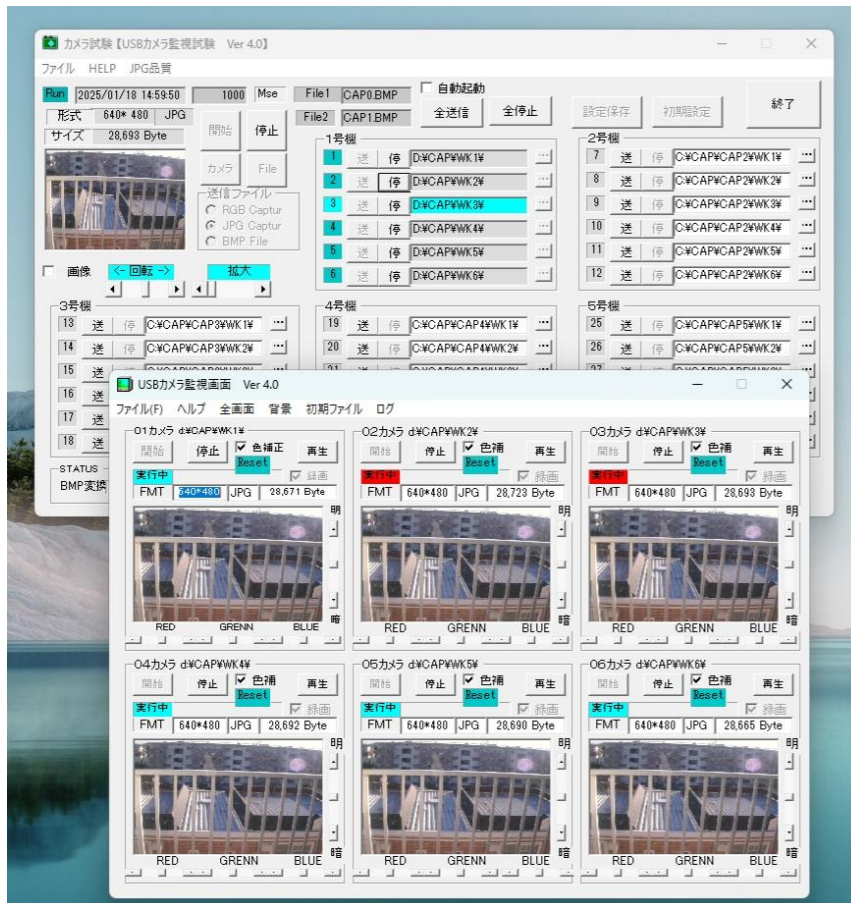 カメラ試験【USBカメラ監視試験 Ver 4.0】
ファイル HELP JPG品質
Run 2025/01/18 14:59:50 1000 Mse File1 CAP0.BMP 自動起動
形式 640* 480 JPG File2 CAP1.BMP 全送信 全停止 設定保存 初期設定 終了
サイズ 28,693 Byte 開始 停止
カメラ File
送信ファイル
RGB Captur
JPG Captur
BMP File
画像 <- 回転 -> 拡大
1号機
1 送 停 D:¥CAP¥WK1¥ ...
2 送 停 D:¥CAP¥WK2¥ ...
3 送 停 D:¥CAP¥WK3¥ ...
4 送 停 D:¥CAP¥WK4¥ ...
5 送 停 D:¥CAP¥WK5¥ ...
6 送 停 D:¥CAP¥WK6¥ ...
2号機
7 送 停 C:¥CAP¥CAP2¥WK1¥ ...
8 送 停 C:¥CAP¥CAP2¥WK2¥ ...
9 送 停 C:¥CAP¥CAP2¥WK3¥ ...
10 送 停 C:¥CAP¥CAP2¥WK4¥ ...
11 送 停 C:¥CAP¥CAP2¥WK5¥ ...
12 送 停 C:¥CAP¥CAP2¥WK6¥ ...
3号機
13 送 停 C:¥CAP¥CAP3¥WK1¥ ...
14 送 停 C:¥CAP¥CAP3¥WK2¥ ...
15 送
16 送
17 送
18 送
4号機
19 送 停 C:¥CAP¥CAP4¥WK1¥ ...
20 送 停 C:¥CAP¥CAP4¥WK2¥ ...
5号機
25 送 停 C:¥CAP¥CAP5¥WK1¥ ...
26 送 停 C:¥CAP¥CAP5¥WK2¥ ...
STATUS
BMP変換
USBカメラ監視画面 Ver 4.0
ファイル(F) ヘルプ 全画面 背景 初期ファイル ログ
01カメラ d¥CAP¥WK1¥
開始 停止 色補正 再生
Reset
実行中 録画
FMT 640*480 JPG 28,671 Byte
明
暗
RED GRENN BLUE
02カメラ d¥CAP¥WK2¥
開始 停止 色補 再生
Reset
実行中 録画
FMT 640*480 JPG 28,723 Byte
明
暗
RED GRENN BLUE
03カメラ d¥CAP¥WK3¥
開始 停止 色補 再生
Reset
実行中 録画
FMT 640*480 JPG 28,693 Byte
明
暗
RED GRENN BLUE
04カメラ d¥CAP¥WK4¥
開始 停止 色補 再生
Reset
実行中 録画
FMT 640*480 JPG 28,692 Byte
明
暗
RED GRENN BLUE
05カメラ d¥CAP¥WK5¥
開始 停止 色補 再生
Reset
実行中 録画
FMT 640*480 JPG 28,690 Byte
明
暗
RED GRENN BLUE
06カメラ d¥CAP¥WK6¥
開始 停止 色補 再生
Reset
実行中 録画
FMT 640*480 JPG 28,665 Byte
明
暗
RED GRENN BLUE